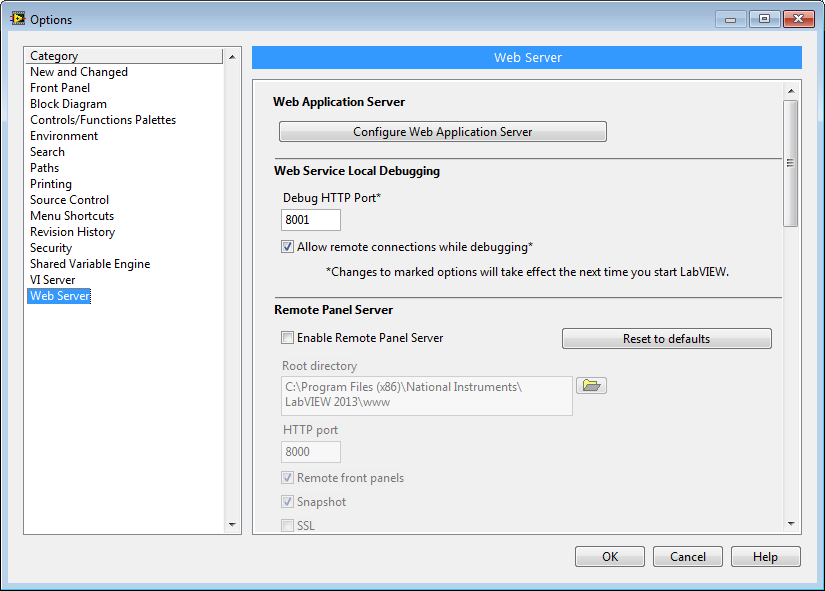 Options
Category
New and Changed
Front Panel
Block Diagram
Controls/Functions Palettes
Environment
Search
Paths
Printing
Source Control
Menu Shortcuts
Revision History
Security
Shared Variable Engine
VI Server
Web Server
Web Server
Web Application Server
Configure Web Application Server
Web Service Local Debugging
Debug HTTP Port*
8001
Allow remote connections while debugging*
*Changes to marked options will take effect the next time you start LabVIEW.
Remote Panel Server
Enable Remote Panel Server
Reset to defaults
Root directory
C:\Program Files (x86)\National Instruments\
LabVIEW 2013\www
HTTP port
8000
Remote front panels
Snapshot
SSL
OK
Cancel
Help